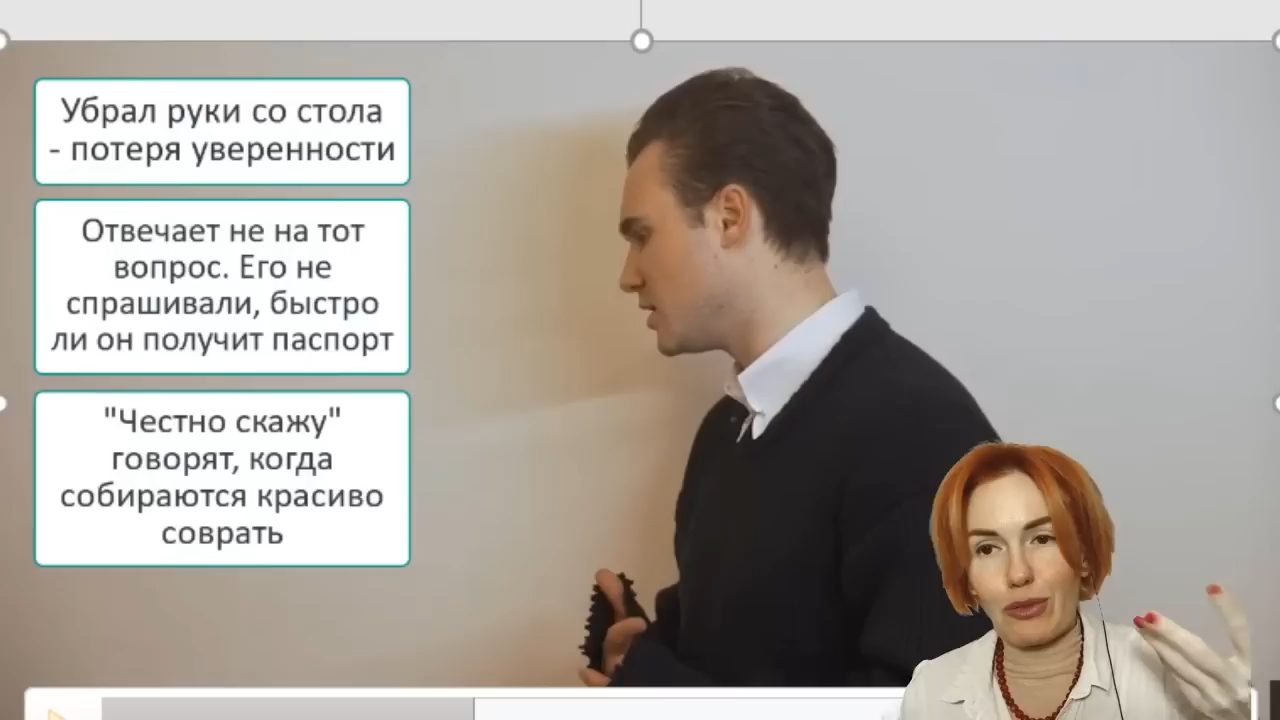 Убрал руки со стола
- потеря уверенности
Отвечает не на тот
вопрос. Его не
спрашивали, быстро
ли он получит паспорт
"Честно скажу"
говорят, когда
собираются красиво
соврать